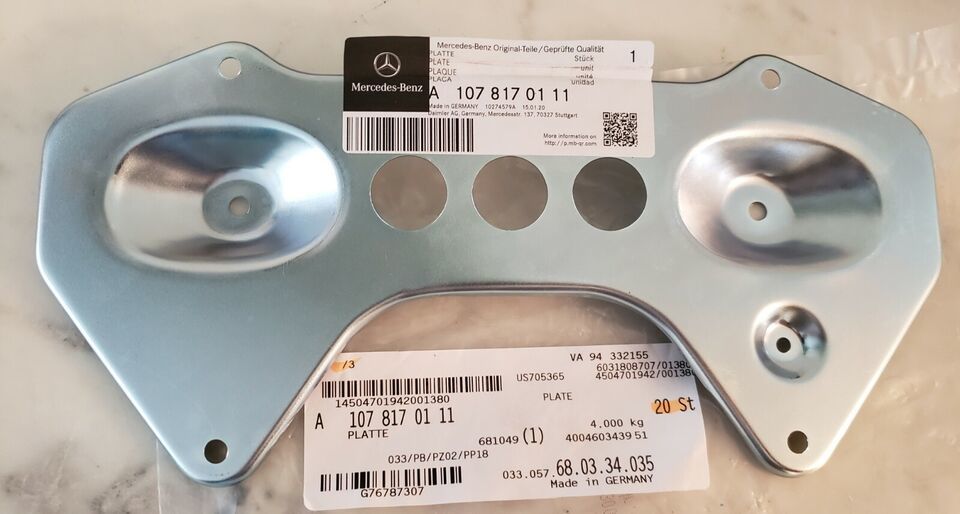 Mercedes-Benz Original-Teile/Geprüfte Qualität
PLATTE
PLATE
PLAQUE
PLACA
Stück
unit
unité
unidad
1
Mercedes-Benz
A 107 817 01 11
Made in GERMANY 10274579A 15.01.20
Daimler AG, Germany, Mercedesstr. 137, 70327 Stuttgart
More information on
http://p.mb-qr.com
/3
VA 94 332155
6031808707/01380
US705365
4504701942/001380
14504701942001380
PLATE
20 St
A 107 817 01 11
PLATTE
4.000 kg
681049 (1)
4004603439 51
033/PB/PZ02/PP18
033.057.68.03.34.035
Made in GERMANY
G76787307